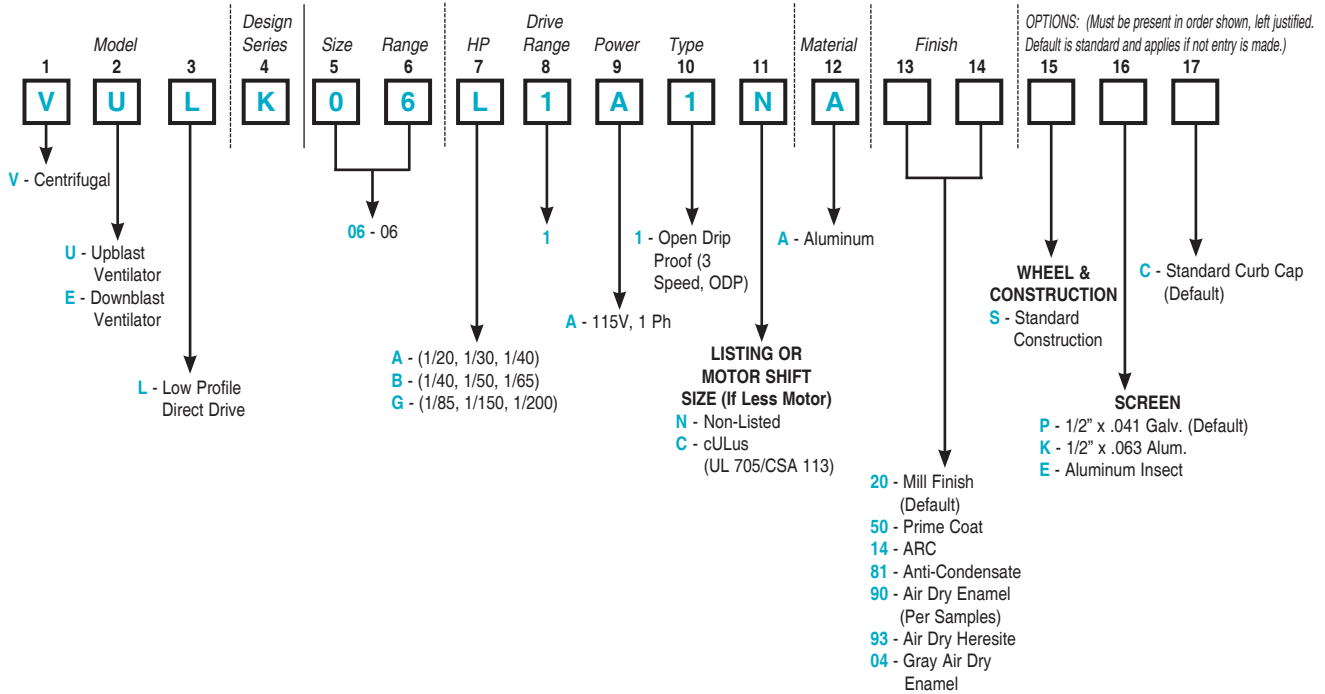 OPTIONS: (Must be present in order shown, left justified.
Default is standard and applies if not entry is made.)
Model
Design
Series
Size
Range
HP
Drive
Range
Power
Type
Material
Finish
1 2 3 4 5 6 7 8 9 10 11 12 13 14 15 16 17
V U L K 0 6 L 1 A 1 N A
V - Centrifugal
U - Upblast
Ventilator
E - Downblast
Ventilator
L - Low Profile
Direct Drive
06 - 06
A - (1/20, 1/30, 1/40)
B - (1/40, 1/50, 1/65)
G - (1/85, 1/150, 1/200)
1
A - 115V, 1 Ph
1 - Open Drip
Proof (3
Speed, ODP)
LISTING OR
MOTOR SHIFT
SIZE (If Less Motor)
N - Non-Listed
C - cULus
(UL 705/CSA 113)
A - Aluminum
20 - Mill Finish
(Default)
50 - Prime Coat
14 - ARC
81 - Anti-Condensate
90 - Air Dry Enamel
(Per Samples)
93 - Air Dry Heresite
04 - Gray Air Dry
Enamel
WHEEL &
CONSTRUCTION
S - Standard
Construction
SCREEN
P - 1/2" x .041 Galv. (Default)
K - 1/2" x .063 Alum.
E - Aluminum Insect
C - Standard Curb Cap
(Default)